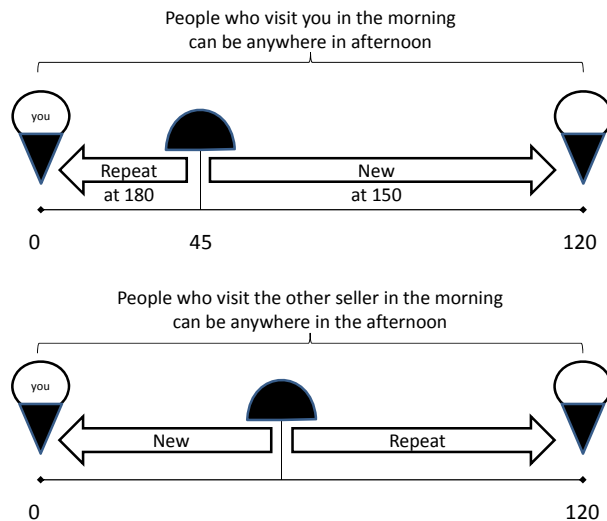 People who visit you in the morning
can be anywhere in afternoon
you
Repeat
New
at 180
at 150
0
45
120
People who visit the other seller in the morning
can be anywhere in the afternoon
you
New
Repeat
0
120